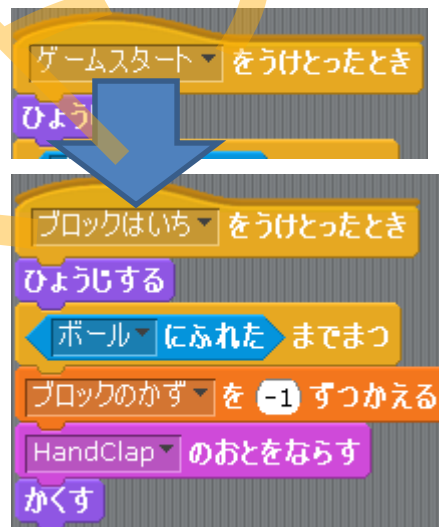 ゲームスタート をうけとったとき
ひょう
ブロックはいち をうけとったとき
ひょうじする
ボール にふれた までまつ
ブロックのかず を -1 ずつかえる
HandClap のおとをならす
かくす